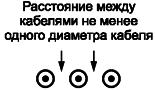 Расстояние между
кабелями не менее
одного диаметра кабеля